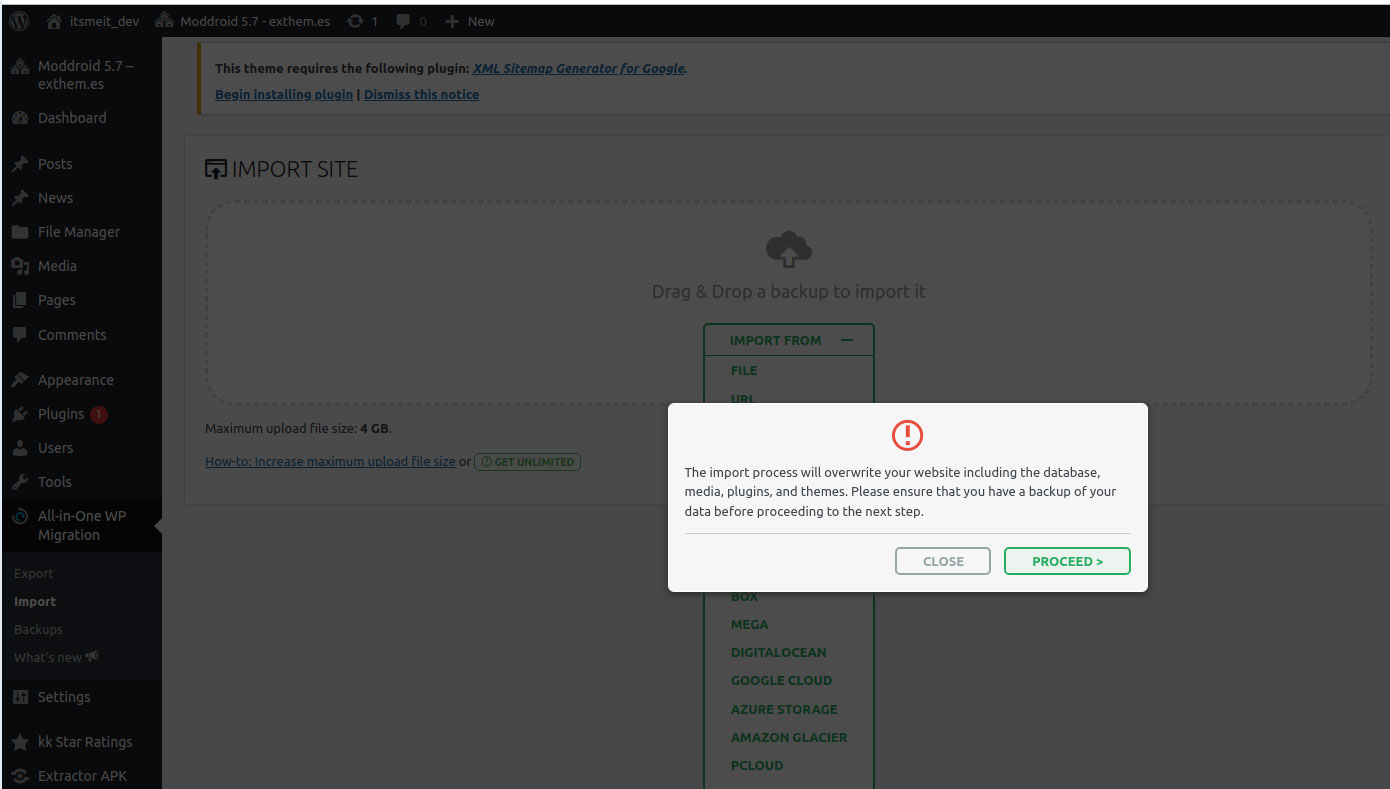 itsmeit_dev
Moddroid 5.7 - exthem.es
1
0
New
Moddroid 5.7 –
exthem.es
Dashboard
Posts
News
File Manager
Media
Pages
Comments
Appearance
Plugins 1
Users
Tools
All-in-One WP
Migration
Export
Import
Backups
What's new
Settings
kk Star Ratings
Extractor APK
This theme requires the following plugin: XML Sitemap Generator for Google.
Begin installing plugin | Dismiss this notice
IMPORT SITE
Drag & Drop a backup to import it
IMPORT FROM
FILE
URL
Maximum upload file size: 4 GB.
How-to: Increase maximum upload file size or GET UNLIMITED
The import process will overwrite your website including the database,
media, plugins, and themes. Please ensure that you have a backup of your
data before proceeding to the next step.
CLOSE
PROCEED >
BOX
MEGA
DIGITALOCEAN
GOOGLE CLOUD
AZURE STORAGE
AMAZON GLACIER
PCLOUD